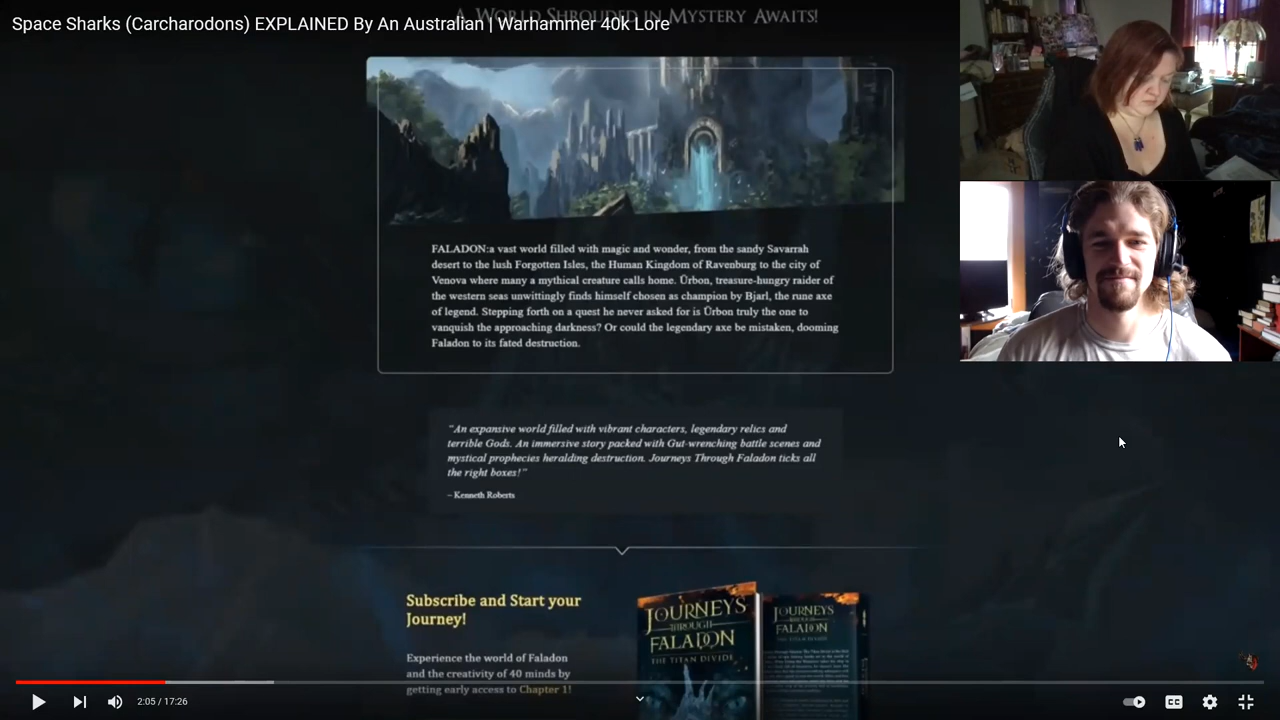 A World Shrouded in Mystery Awaits!
Space Sharks (Carcharodons) EXPLAINED By An Australian | Warhammer 40k Lore
FALADON:a vast world filled with magic and wonder, from the sandy Savarrah
desert to the lush Forgotten Isles, the Human Kingdom of Ravenburg to the city of
Venova where many a mythical creature calls home. Ürbon, treasure-hungry raider of
the western seas unwittingly finds himself chosen as champion by Bjarl, the rune axe
of legend. Stepping forth on a quest he never asked for is Ürbon truly the one to
vanquish the approaching darkness? Or could the legendary axe be mistaken, dooming
Faladon to its fated destruction.
"An expansive world filled with vibrant characters, legendary relics and
terrible Gods. An immersive story packed with Gut-wrenching battle scenes and
mystical prophecies heralding destruction. Journeys Through Faladon ticks all
the right boxes!"
~ Kenneth Roberts
Subscribe and Start your
Journey!
Experience the world of Faladon
and the creativity of 40 minds by
getting early access to Chapter 1!
JOURNEYS
THROUGH
FALADON
THE TITAN DIVIDE
JOURNEYS
THROUGH
FALADON
THE TITAN DIVIDE
2:05 / 17:26
CC